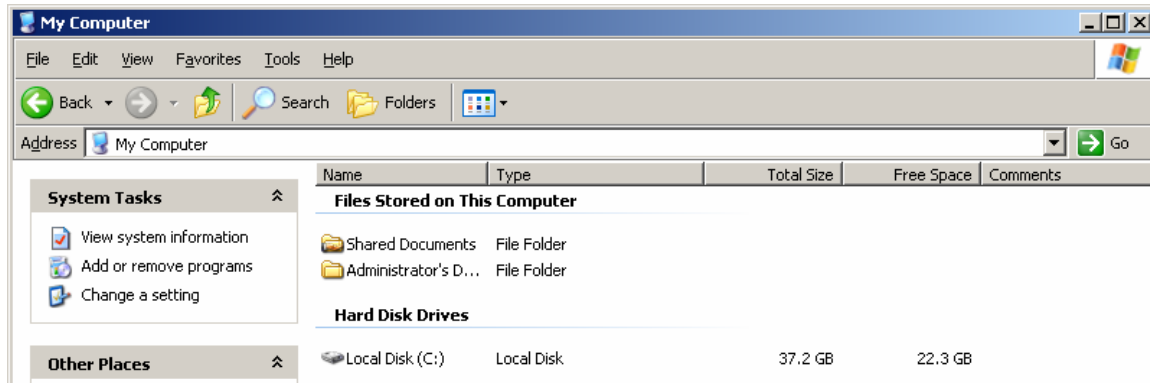 My Computer
File Edit View Favorites Tools Help
Back Search Folders
Address My Computer Go
Name Type Total Size Free Space Comments
System Tasks
View system information
Add or remove programs
Change a setting
Other Places
Files Stored on This Computer
Shared Documents File Folder
Administrator's D... File Folder
Hard Disk Drives
Local Disk (C:) Local Disk 37.2 GB 22.3 GB